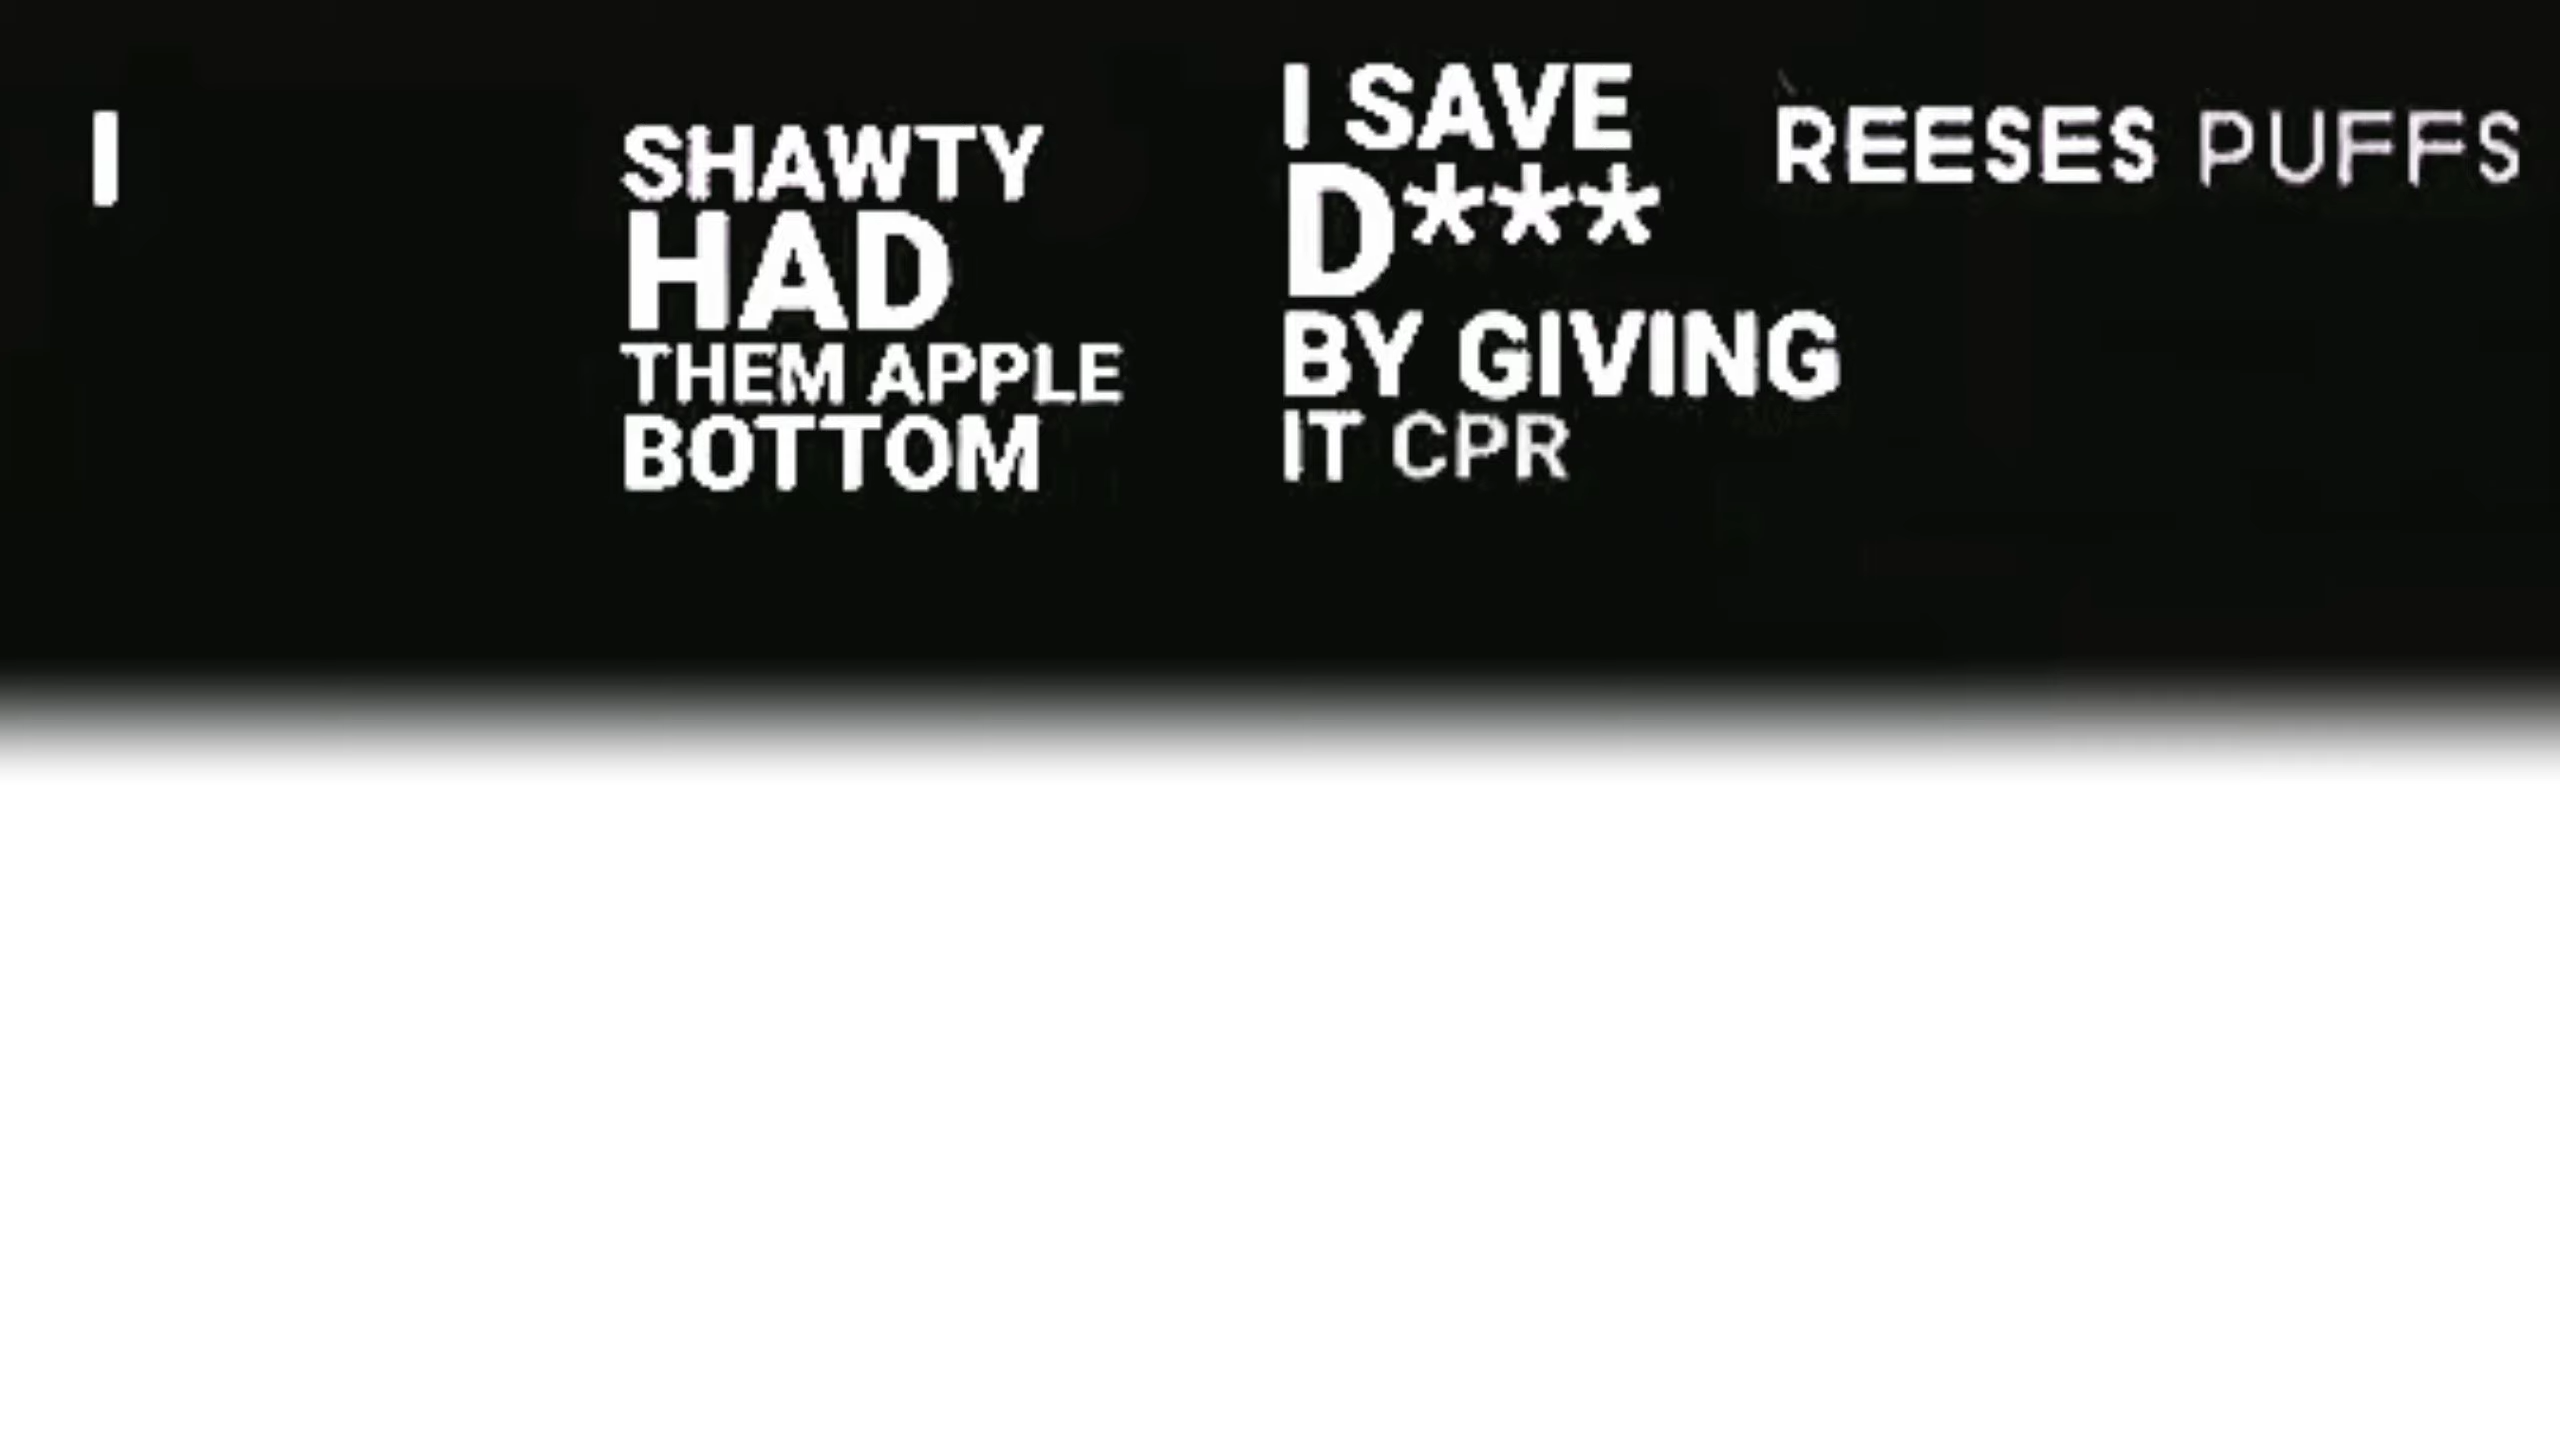 I
SHAWTY
HAD
THEM APPLE
BOTTOM
I SAVE
D***
BY GIVING
IT CPR
REESES PUFFS